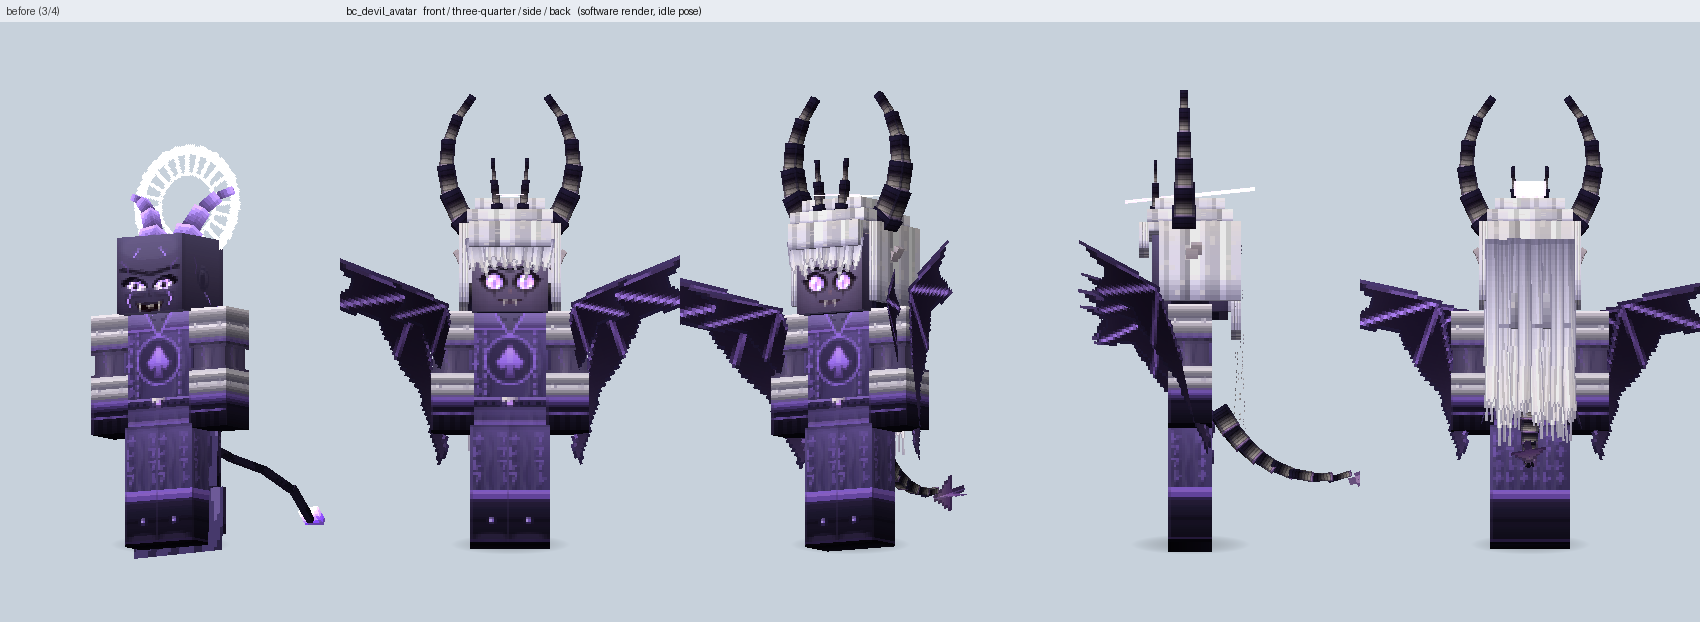 before (3/4)
bc_devil_avatar front / three-quarter / side / back (software render, idle pose)